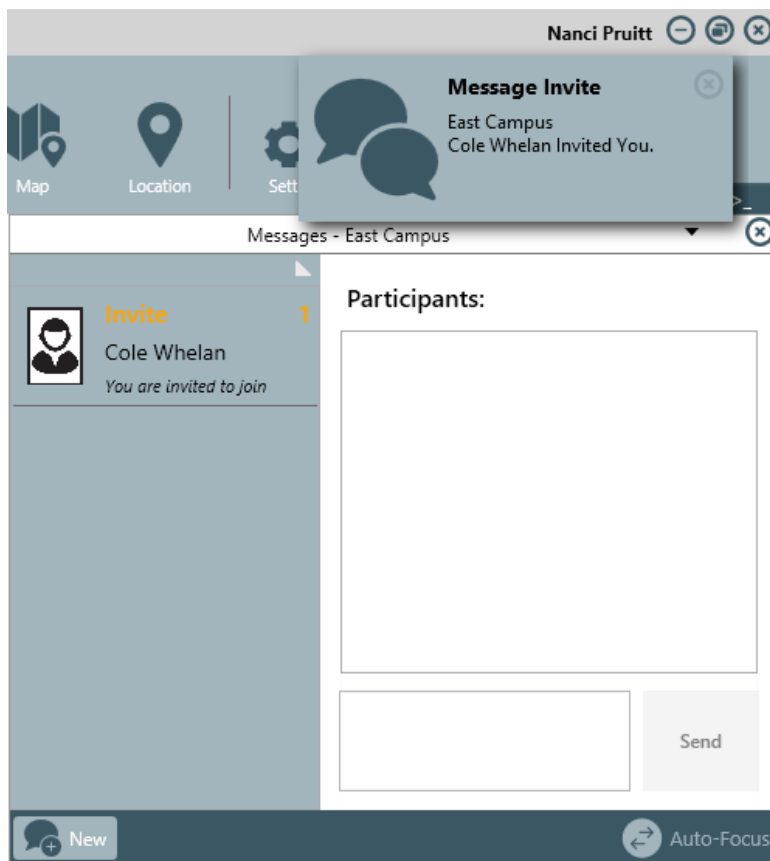 Nanci Pruitt
Message Invite
East Campus
Cole Whelan Invited You.
Map
Location
Sett
>_
Messages - East Campus
Invite 1
Cole Whelan
You are invited to join
Participants:
Send
New
Auto-Focus